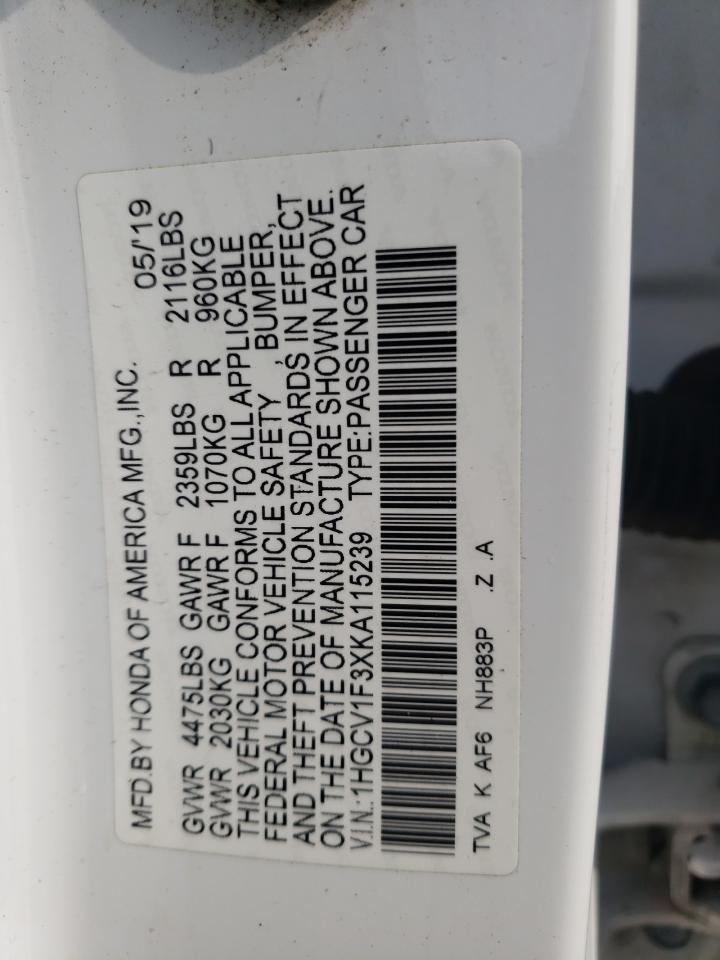 MFD.BY HONDA OF AMERICA MFG.,INC. 05/'19
GVWR 4475LBS GAWR F 2359LBS R 2116LBS
GVWR 2030KG GAWR F 1070KG R 960KG
THIS VEHICLE CONFORMS TO ALL APPLICABLE
FEDERAL MOTOR VEHICLE SAFETY , BUMPER,
AND THEFT PREVENTION STANDARDS IN EFFECT
ON THE DATE OF MANUFACTURE SHOWN ABOVE.
V.I.N.:1HGCV1F3XKA115239 TYPE:PASSENGER CAR
TVA K AF6 NH883P .Z .A